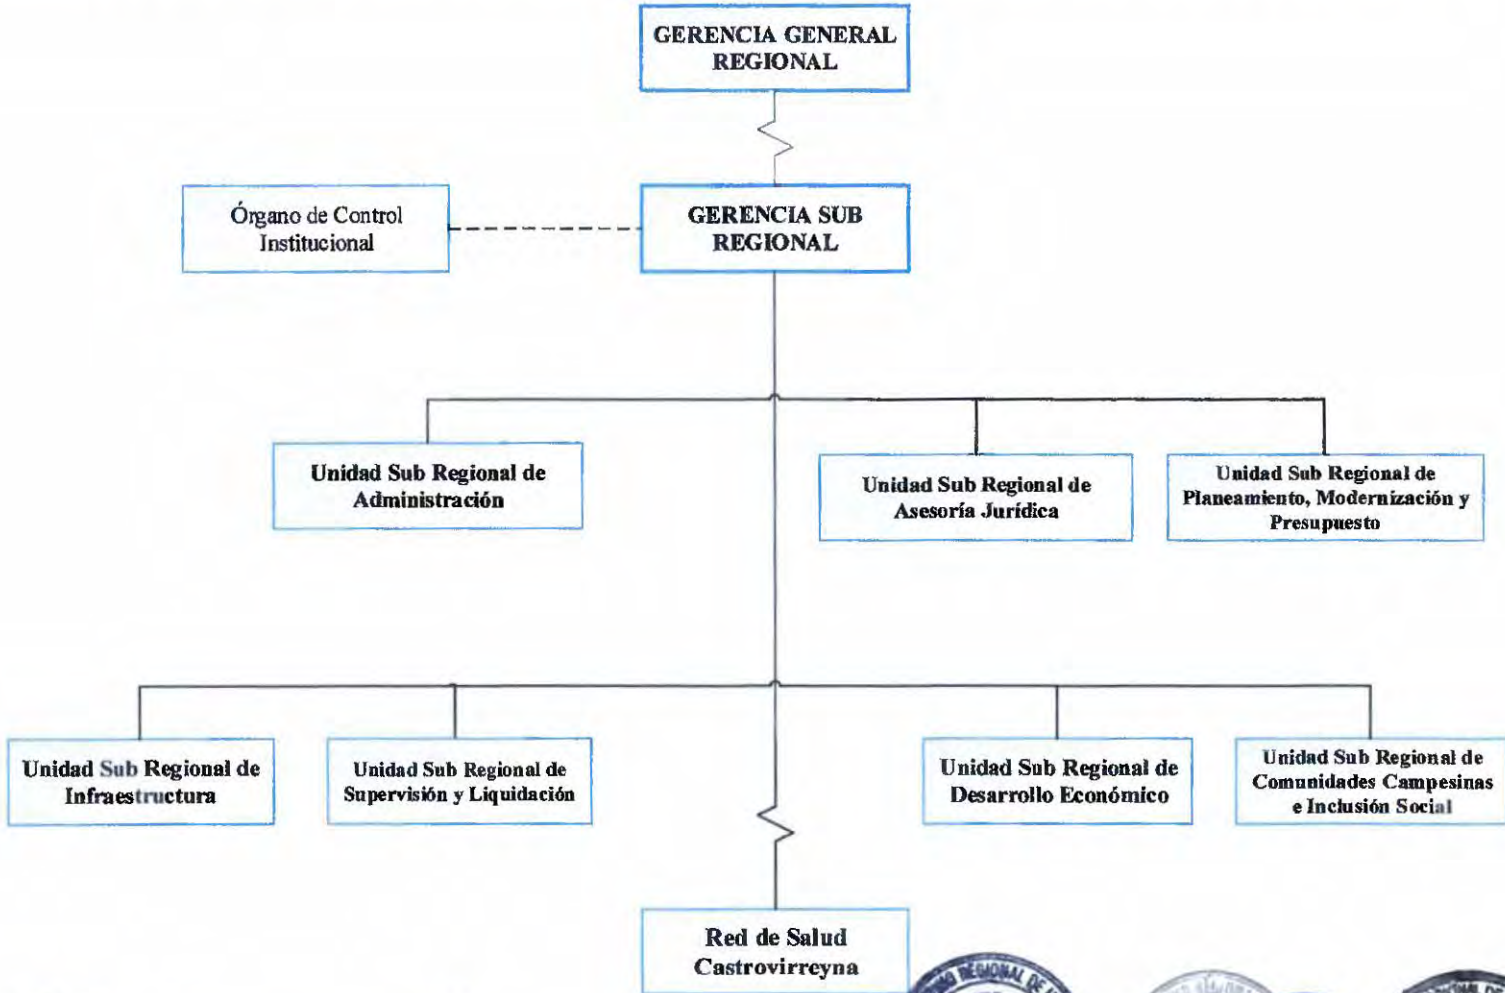 GERENCIA GENERAL
REGIONAL
Órgano de Control
Institucional
GERENCIA SUB
REGIONAL
Unidad Sub Regional de
Administración
Unidad Sub Regional de
Asesoría Jurídica
Unidad Sub Regional de
Planeamiento, Modernización y
Presupuesto
Unidad Sub Regional de
Infraestructura
Unidad Sub Regional de
Supervisión y Liquidación
Unidad Sub Regional de
Desarrollo Económico
Unidad Sub Regional de
Comunidades Campesinas
e Inclusión Social
Red de Salud
Castrovirreyna
REGIONAL DE